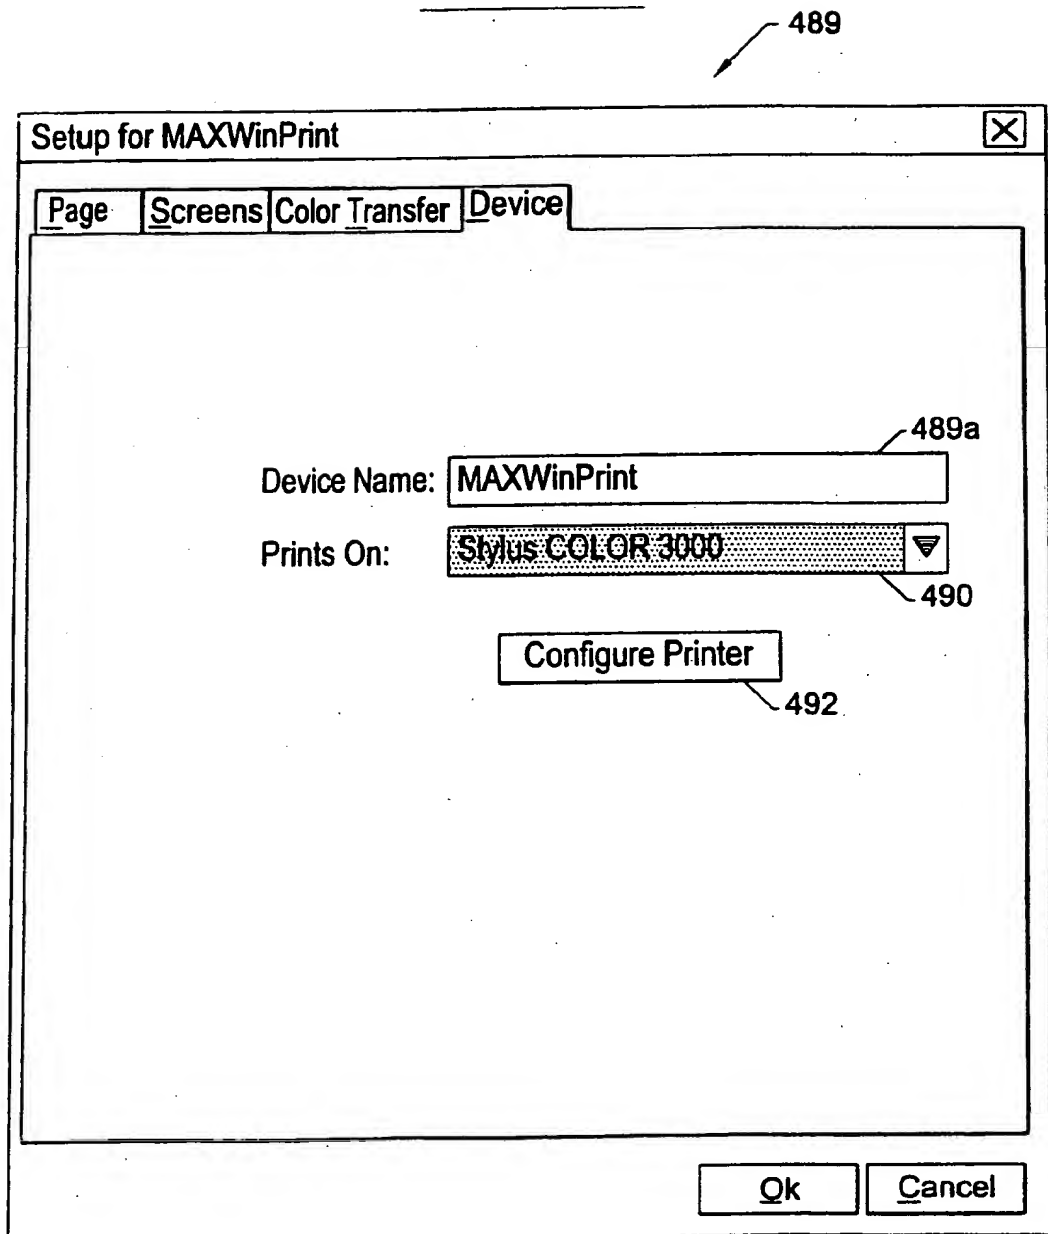 489
Setup for MAXWinPrint
Page Screens Color Transfer Device
489a
Device Name: MAXWinPrint
Prints On: Stylus COLOR 3000
490
Configure Printer
492
Ok Cancel